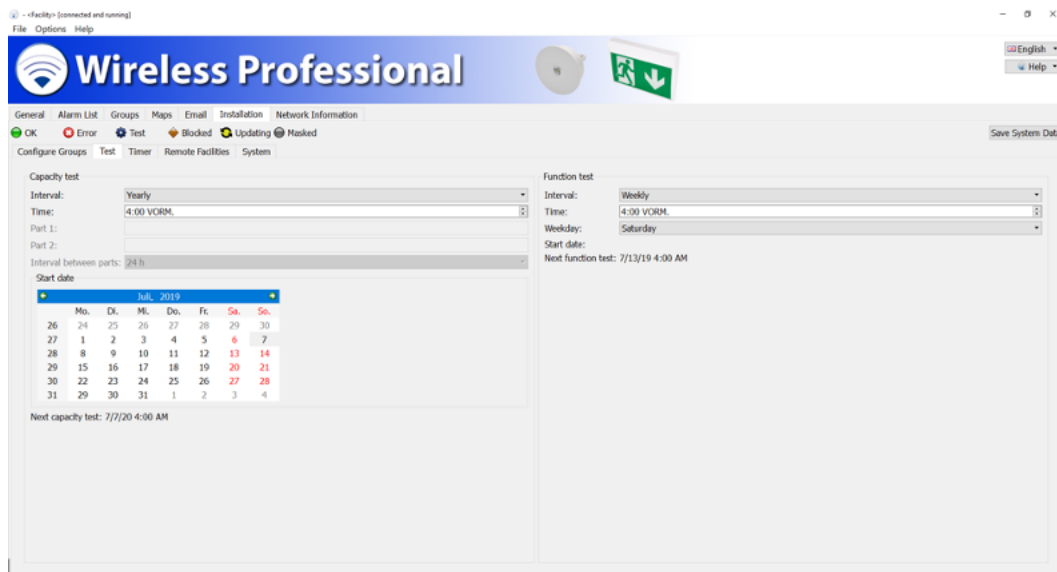 - <Facility> [connected and running]
File Options Help
Wireless Professional
English
Help
General Alarm List Groups Maps Email Installation Network Information
OK Error Test Blocked Updating Masked
Save System Dat
Configure Groups Test Timer Remote Facilities System
Capacity test
Interval: Yearly
Time: 4:00 VORM.
Part 1:
Part 2:
Interval between parts: 24 h
Start date
Juli, 2019
Mo. Di. Mi. Do. Fr. Sa. So.
26 24 25 26 27 28 29 30
27 1 2 3 4 5 6 7
28 8 9 10 11 12 13 14
29 15 16 17 18 19 20 21
30 22 23 24 25 26 27 28
31 29 30 31 1 2 3 4
Next capacity test: 7/7/20 4:00 AM
Function test
Interval: Weekly
Time: 4:00 VORM.
Weekday: Saturday
Start date:
Next function test: 7/13/19 4:00 AM